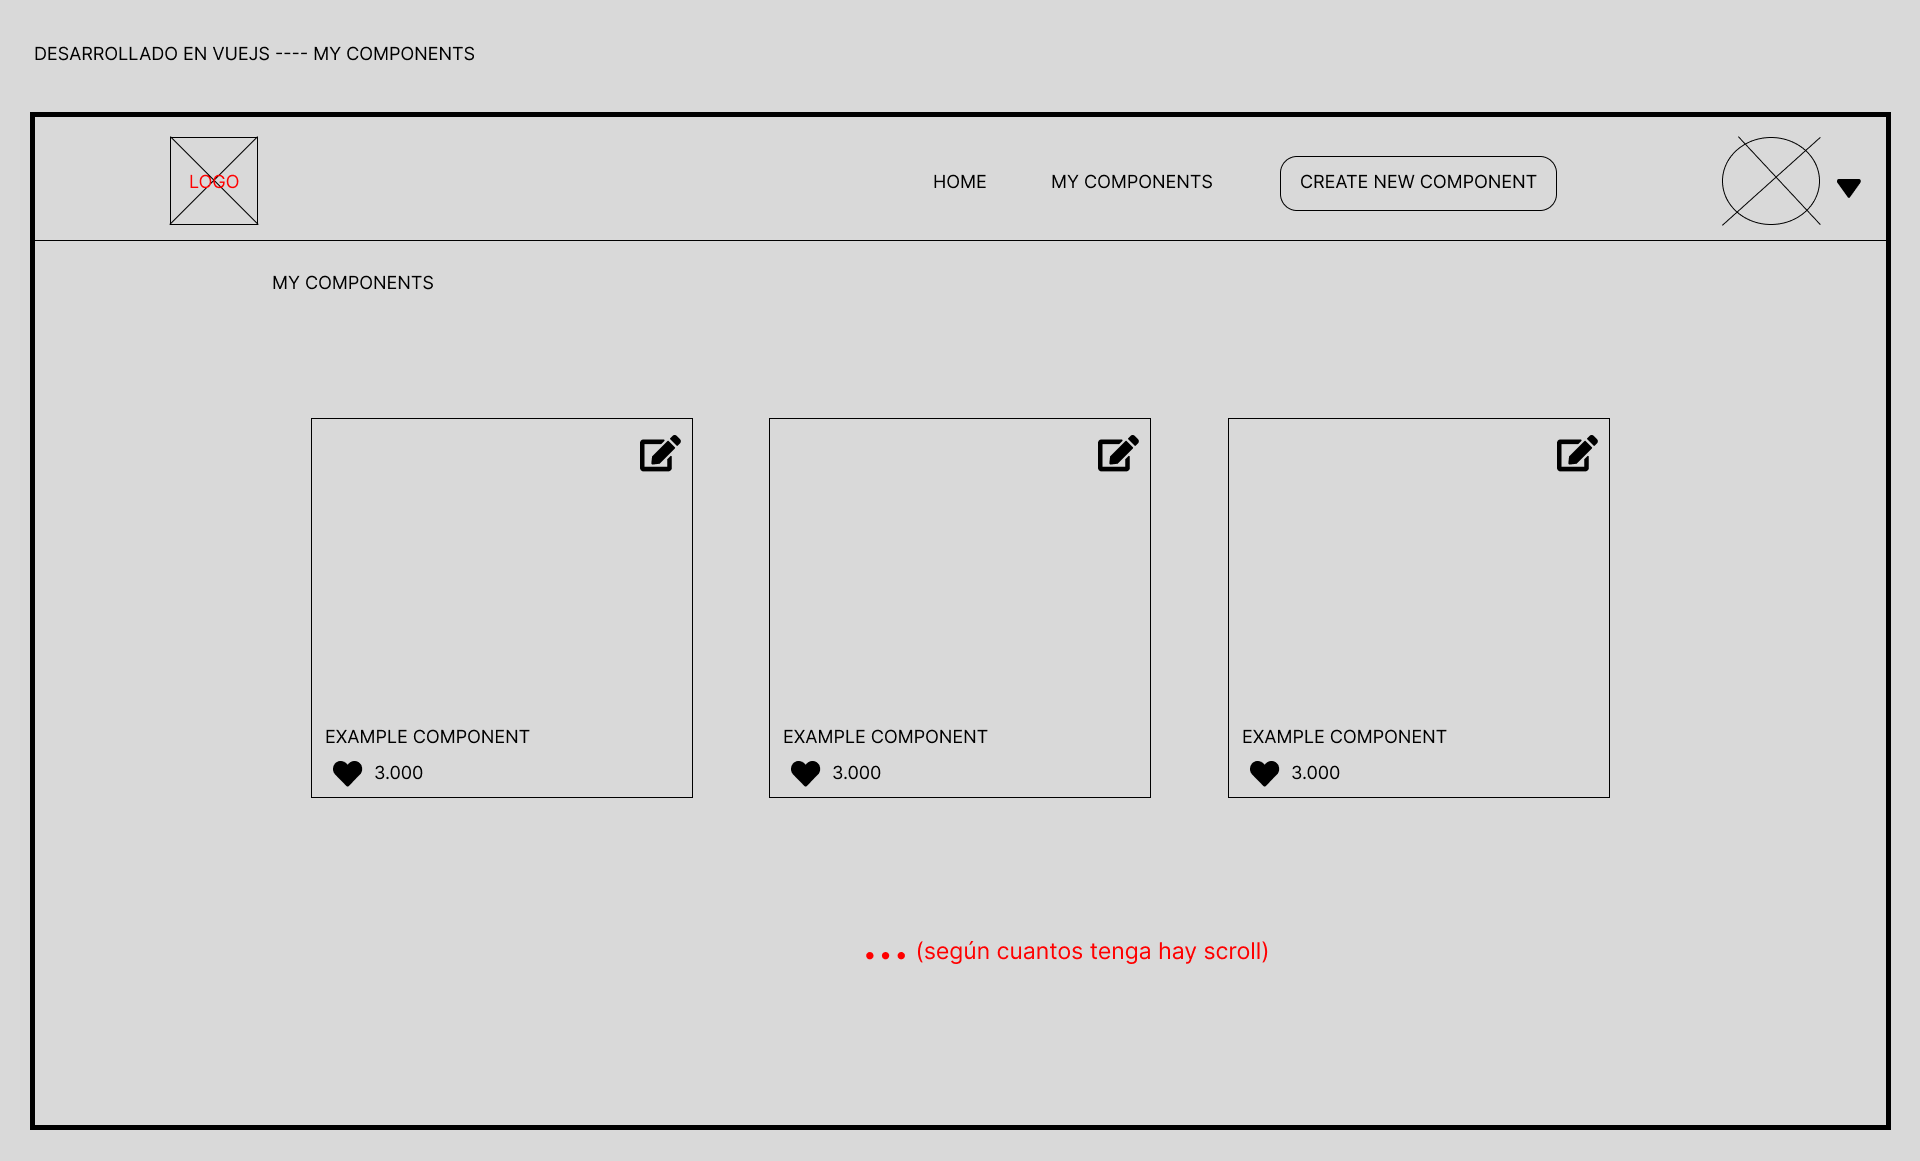 DESARROLLADO EN VUEJS ---- MY COMPONENTS
LOGO
HOME
MY COMPONENTS
CREATE NEW COMPONENT
MY COMPONENTS
EXAMPLE COMPONENT
3.000
EXAMPLE COMPONENT
3.000
EXAMPLE COMPONENT
3.000
... (según cuantos tenga hay scroll)